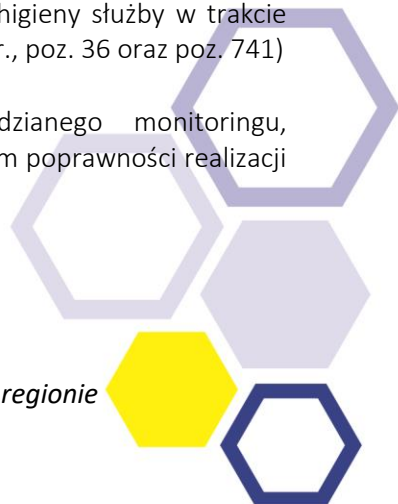 higieny służby w trakcie
r., poz. 36 oraz poz. 741)
dzianego monitoringu,
m poprawności realizacji
regionie